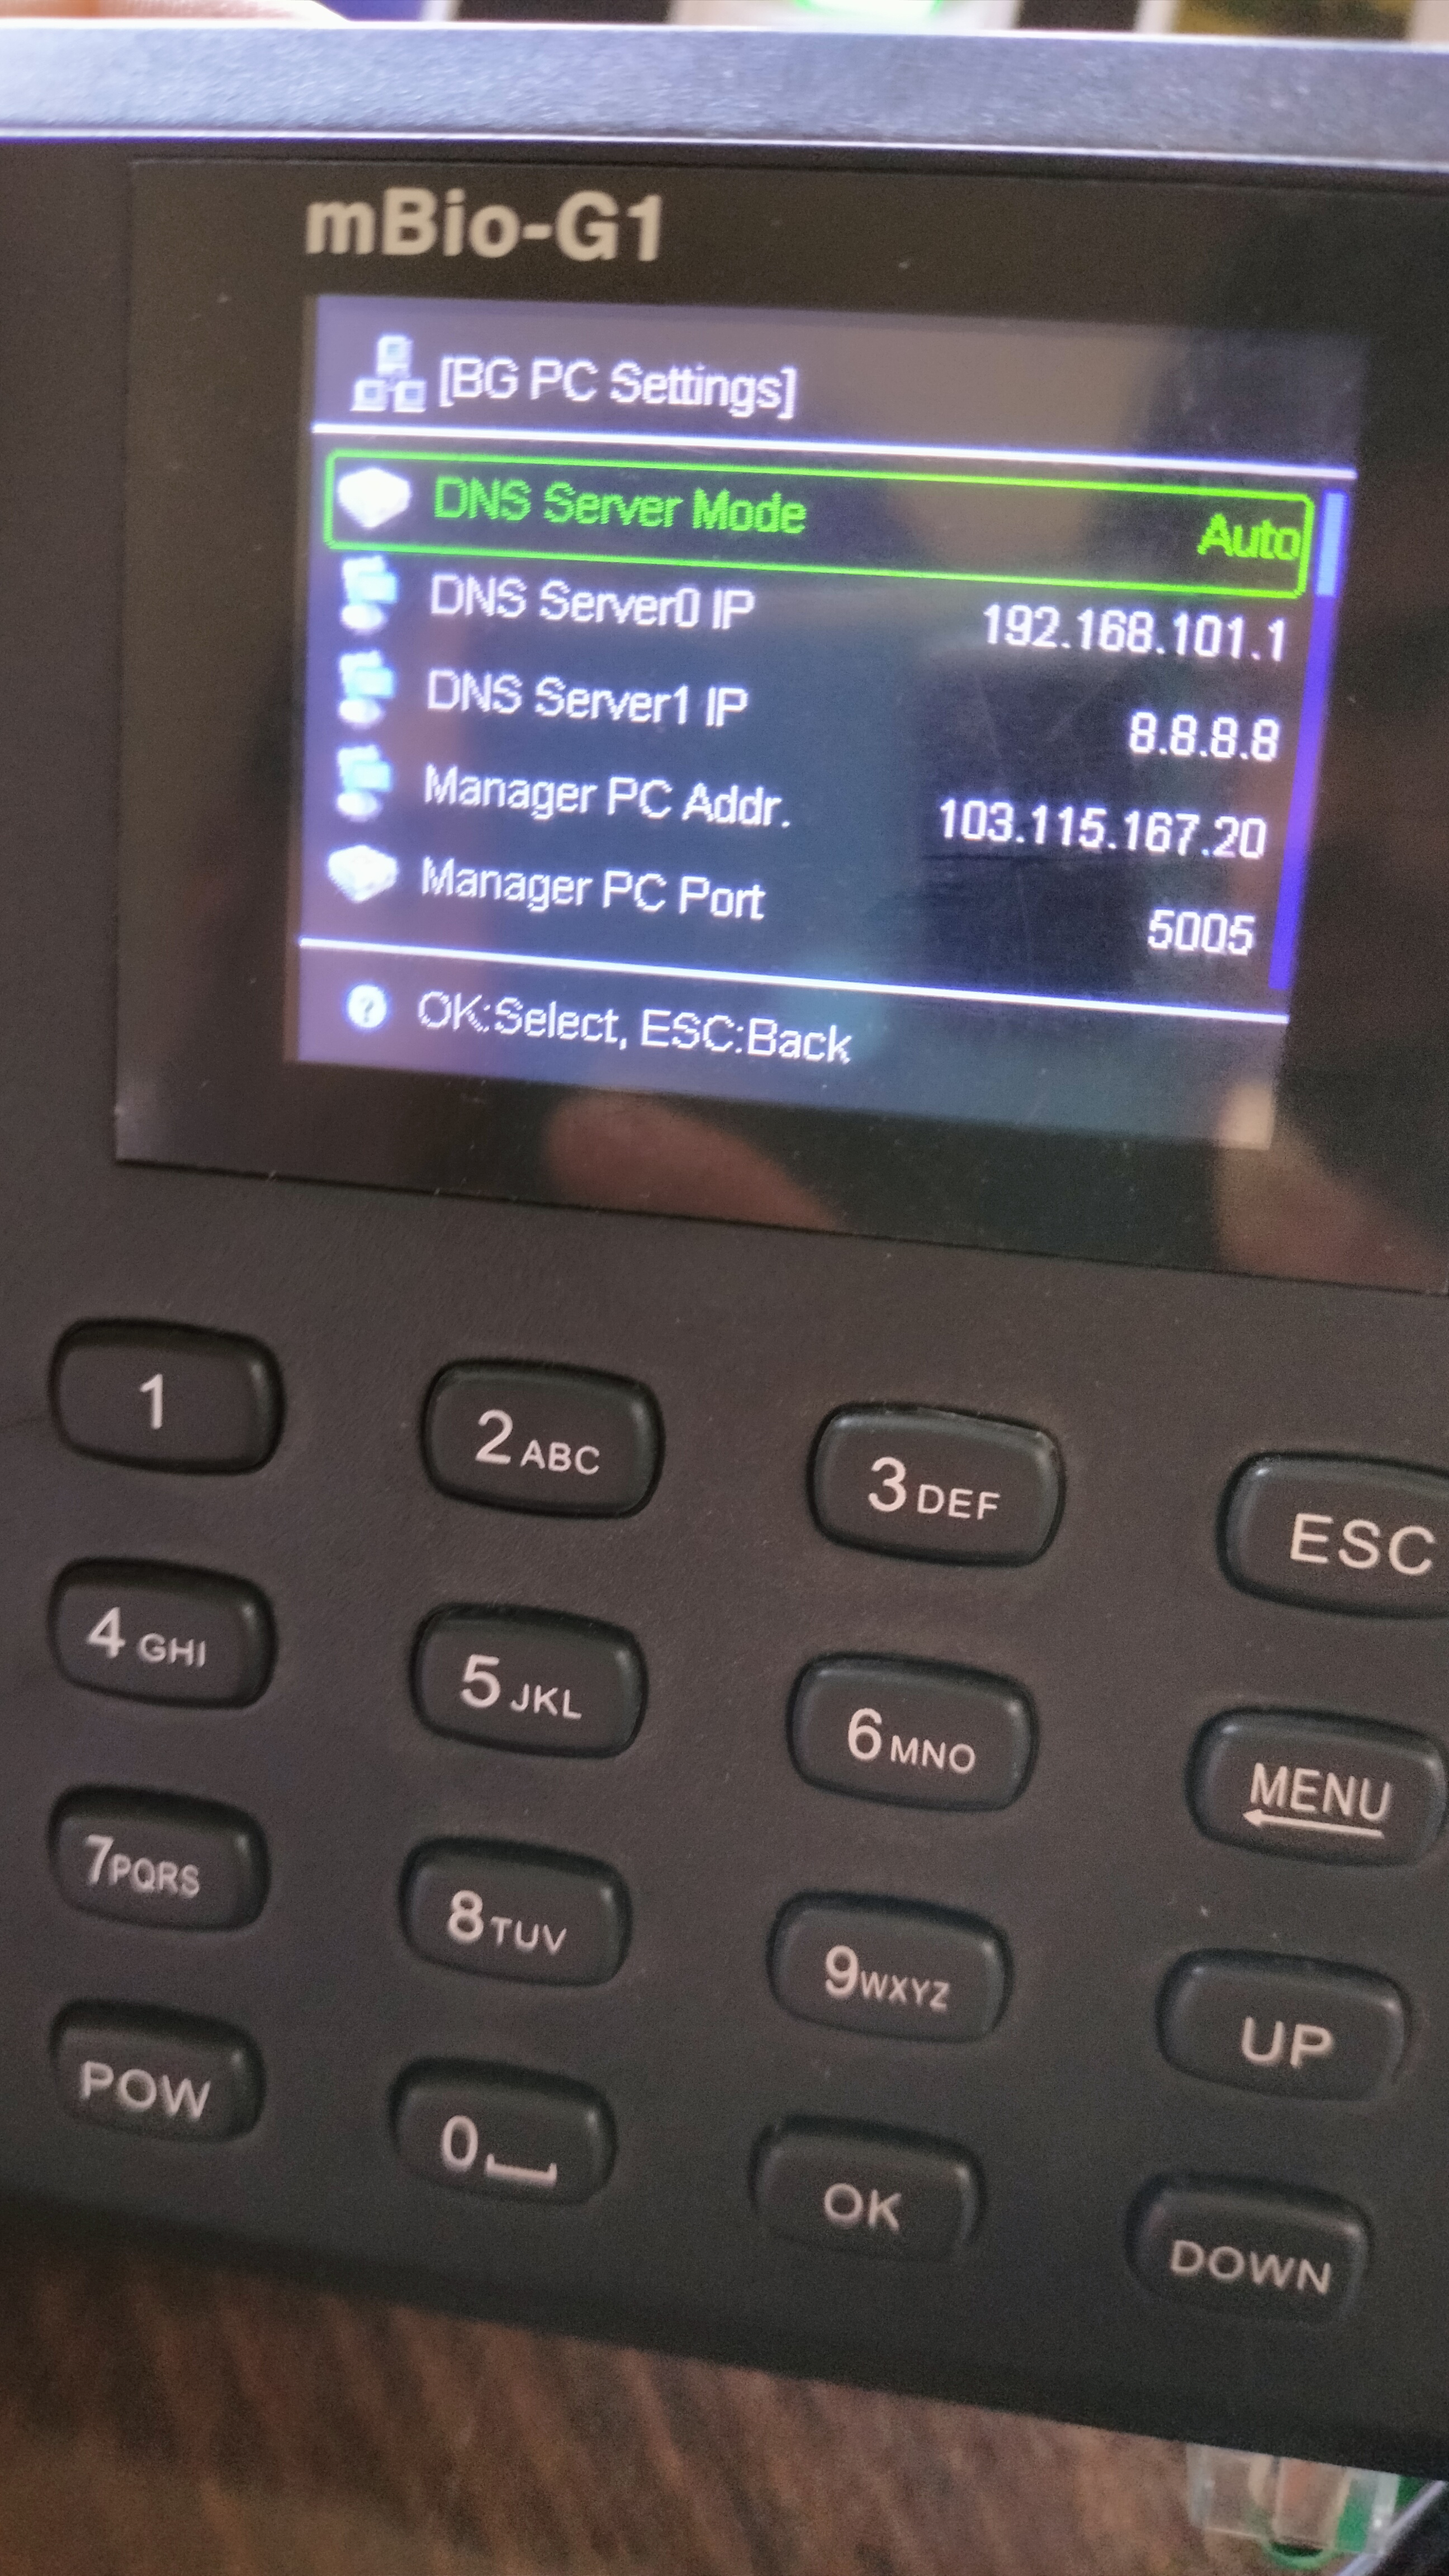 mBio-G1
[BG PC Settings]
DNS Server Mode Auto
DNS Server0 IP 192.168.101.1
DNS Server1 IP 8.8.8.8
Manager PC Addr. 103.115.167.20
Manager PC Port 5005
? OK:Select, ESC:Back
1 2 ABC 3 DEF ESC
4 GHI 5 JKL 6 MNO MENU
7 PQRS 8 TUV 9 WXYZ UP
POW 0 OK DOWN